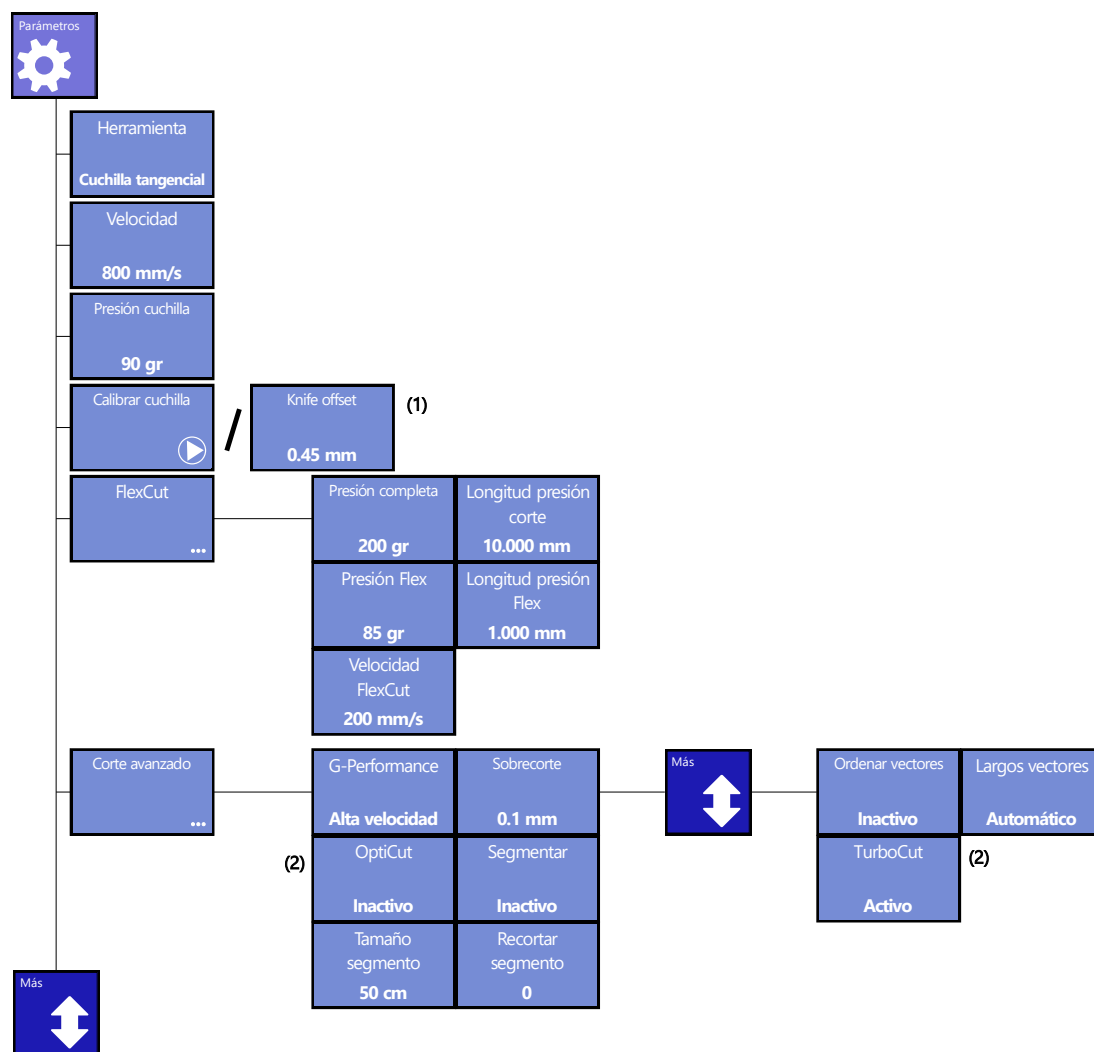 Parámetros
Herramienta
Cuchilla tangencial
Velocidad
800 mm/s
Presión cuchilla
90 gr
Calibrar cuchilla
/
Knife offset
0.45 mm
(1)
FlexCut
...
Presión completa
200 gr
Longitud presión
corte
10.000 mm
Presión Flex
85 gr
Longitud presión
Flex
1.000 mm
Velocidad
FlexCut
200 mm/s
Corte avanzado
...
G-Performance
Alta velocidad
Sobrecorte
0.1 mm
(2)
OptiCut
Inactivo
Segmentar
Inactivo
Tamaño
segmento
50 cm
Recortar
segmento
0
Más
Ordenar vectores
Inactivo
Largos vectores
Automático
TurboCut
Activo
(2)
Más